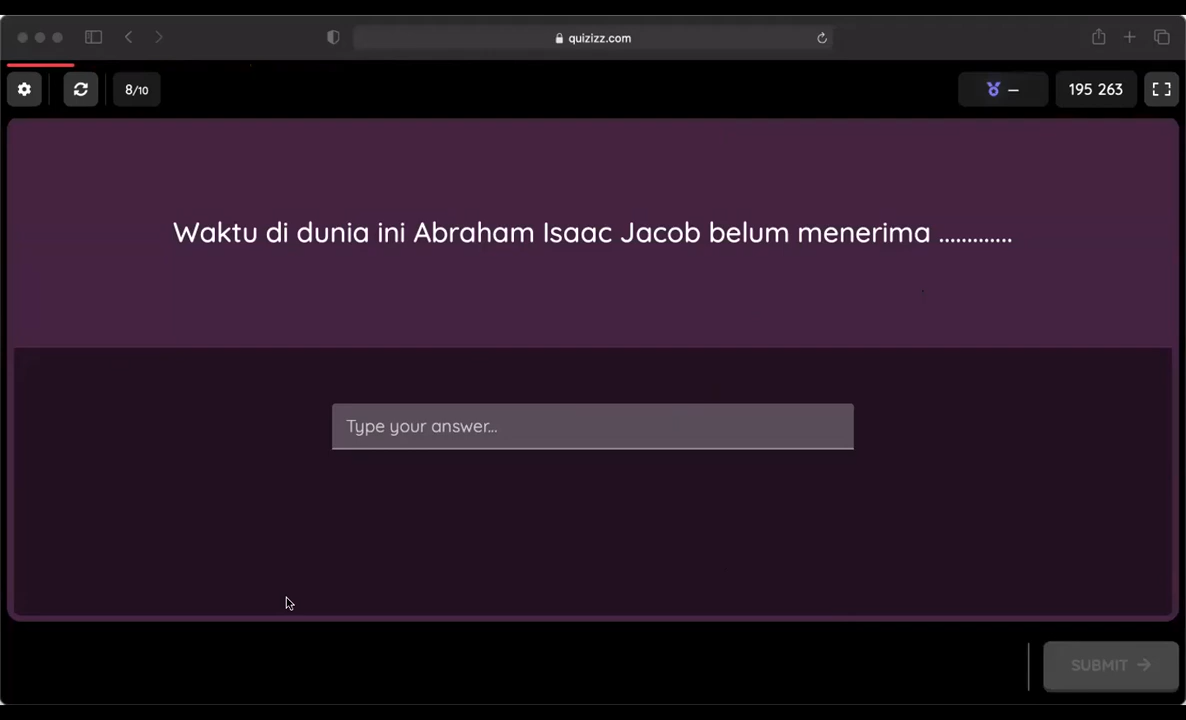 quizizz.com
8/10
–
195 263
Waktu di dunia ini Abraham Isaac Jacob belum menerima .............
Type your answer...
SUBMIT →